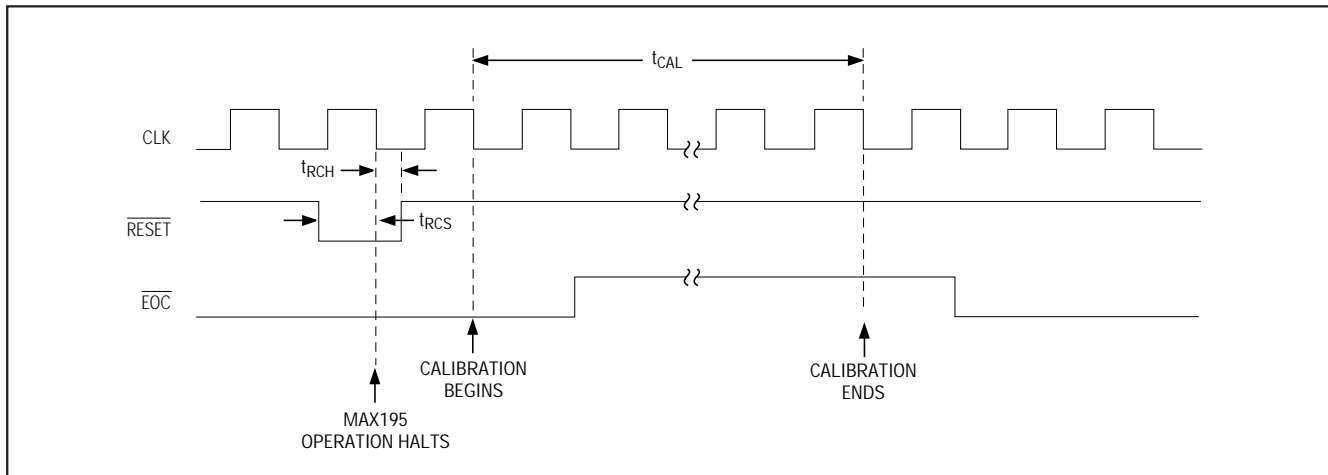 tCAL
CLK
tRCH
RESET
tRCS
EOC
CALIBRATION
BEGINS
CALIBRATION
ENDS
MAX195
OPERATION HALTS